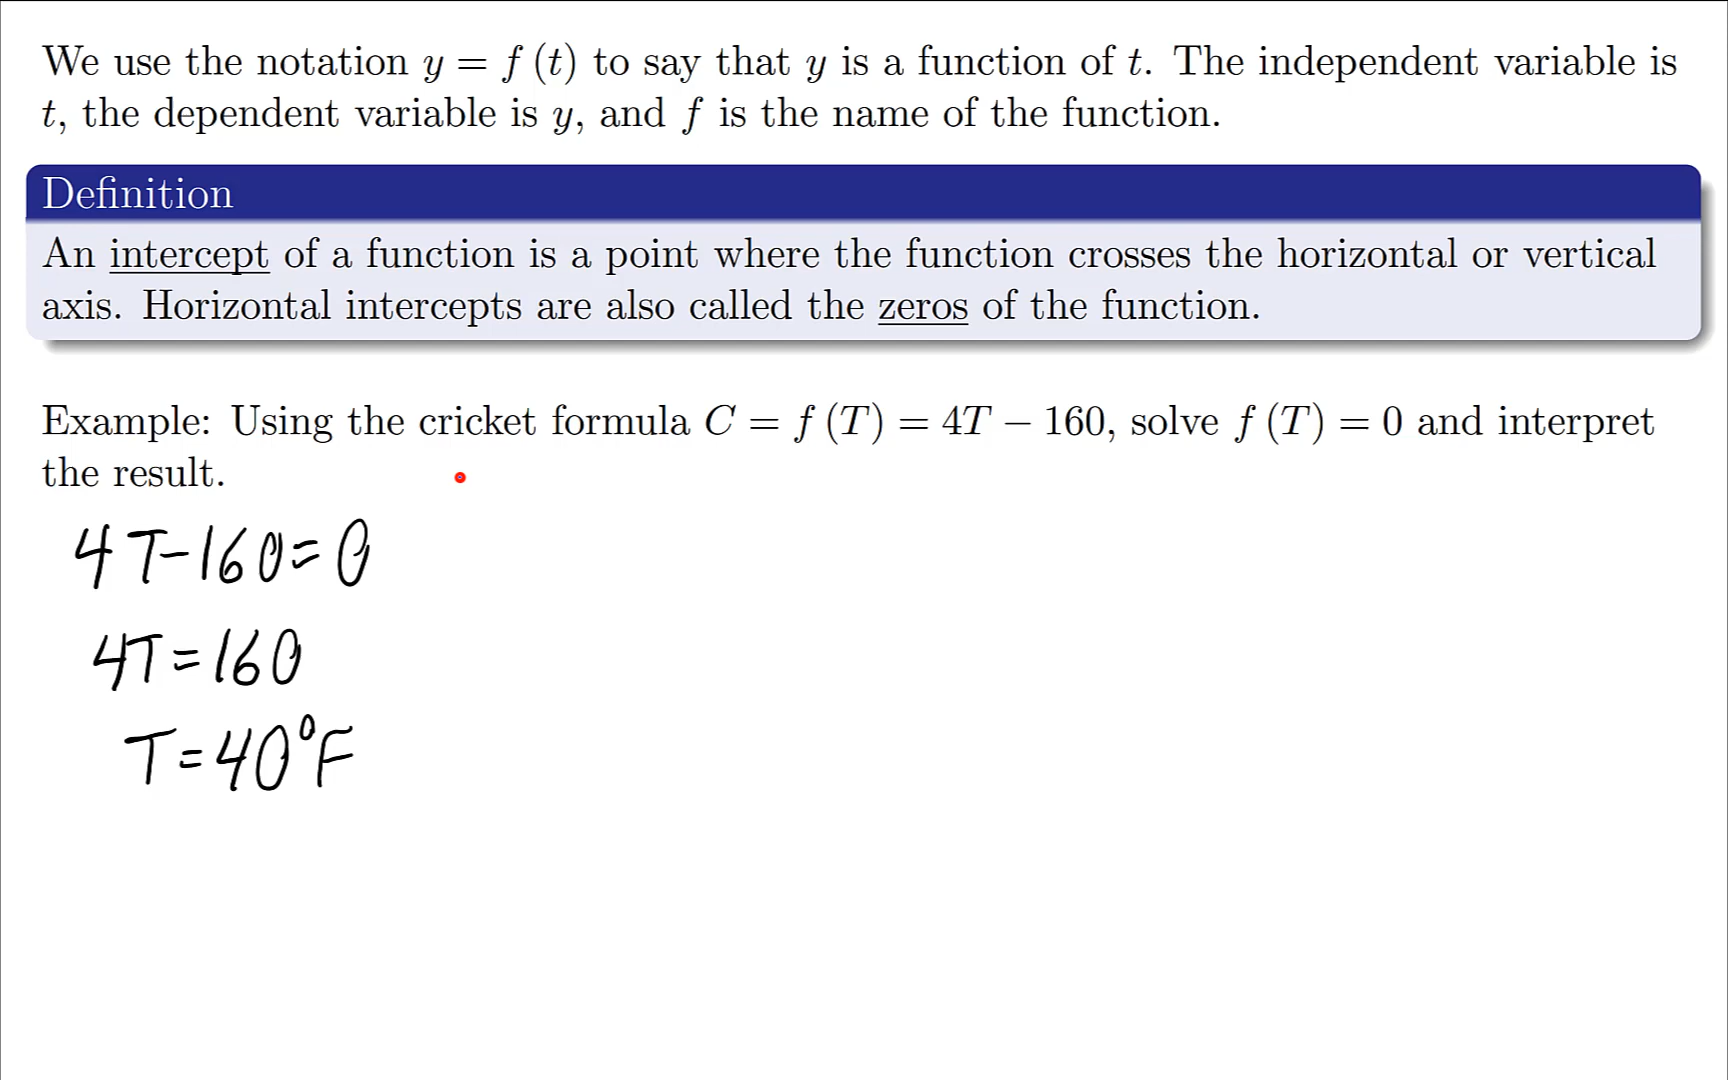 We use the notation y = f (t) to say that y is a function of t. The independent variable is
t, the dependent variable is y, and f is the name of the function.
Definition
An intercept of a function is a point where the function crosses the horizontal or vertical
axis. Horizontal intercepts are also called the zeros of the function.
Example: Using the cricket formula C = f (T) = 4T − 160, solve f (T) = 0 and interpret
the result.
4T−160=0
4T=160
T=40°F